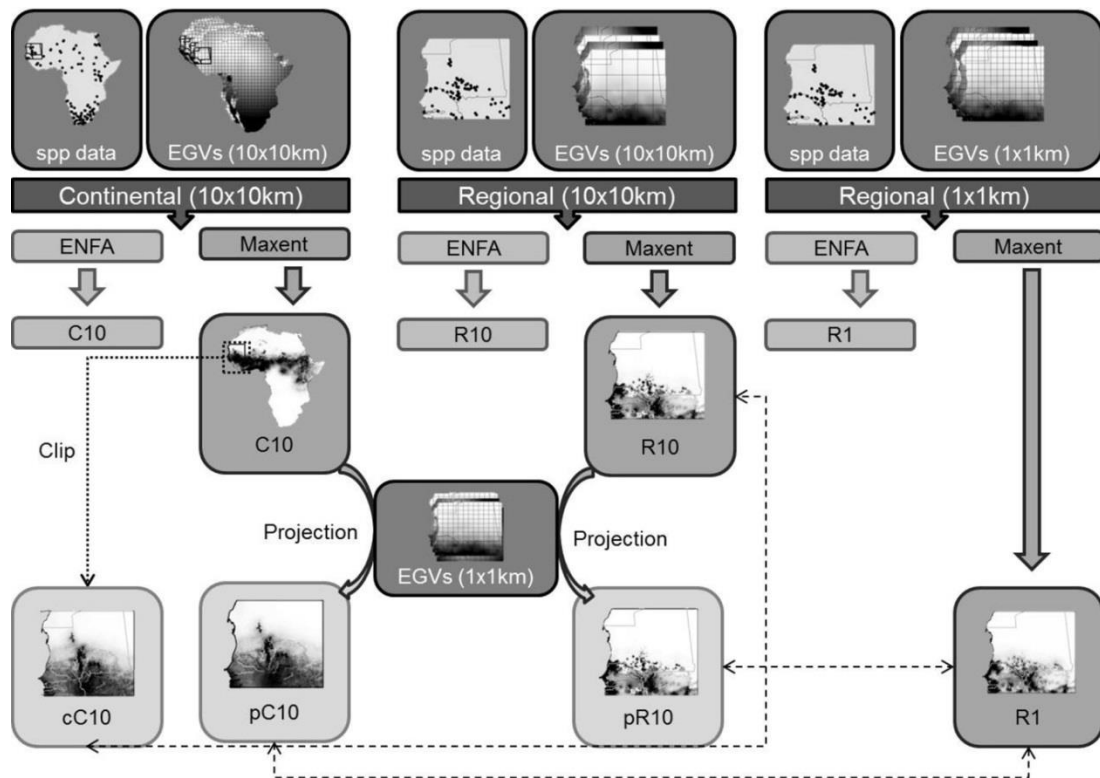 spp data
EGVs (10x10km)
spp data
EGVs (10x10km)
spp data
EGVs (1x1km)
Continental (10x10km)
Regional (10x10km)
Regional (1x1km)
ENFA
Maxent
ENFA
Maxent
ENFA
Maxent
C10
R10
R1
C10
R10
Clip
Projection
Projection
EGVs (1x1km)
cC10
pC10
pR10
R1